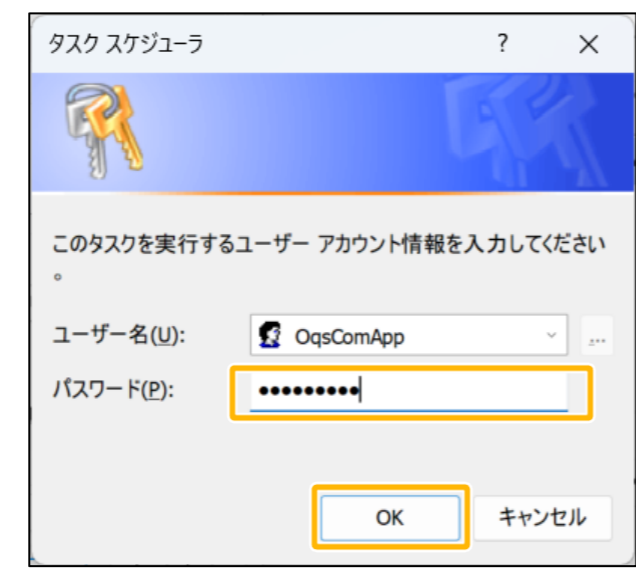 タスク スケジューラ
このタスクを実行するユーザー アカウント情報を入力してください
。
ユーザー名(U): OqsComApp ...
パスワード(P): •••••••••
OK キャンセル